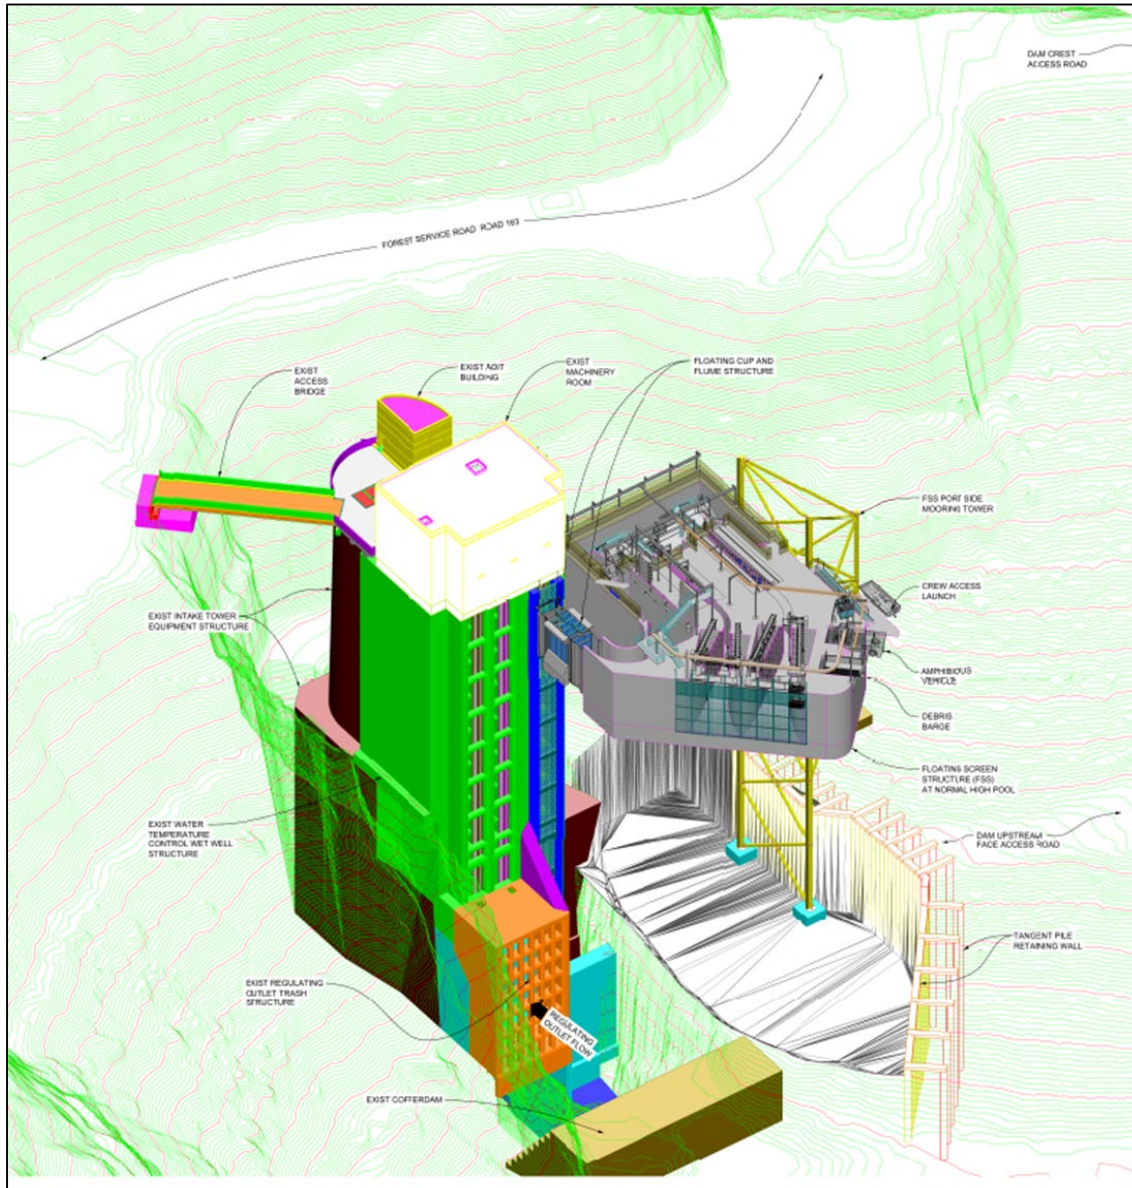 DAM CREST
ACCESS ROAD
FOREST SERVICE ROAD ROAD 163
EXIST
ACCESS
BRIDGE
EXIST ADIT
BUILDING
EXIST
MACHINERY
ROOM
FLOATING CUP AND
FLUME STRUCTURE
FSS PORT SIDE
MOORING TOWER
CREW ACCESS
LAUNCH
EXIST INTAKE TOWER
EQUIPMENT STRUCTURE
AMPHIBIOUS
VEHICLE
DEBRIS
BARGE
FLOATING SCREEN
STRUCTURE (FSS)
AT NORMAL HIGH POOL
EXIST WATER
TEMPERATURE
CONTROL WET WELL
STRUCTURE
DAM UPSTREAM
FACE ACCESS ROAD
TANGENT PILE
RETAINING WALL
EXIST REGULATING
OUTLET TRASH
STRUCTURE
REGULATING
OUTLET FLOW
EXIST COFFERDAM